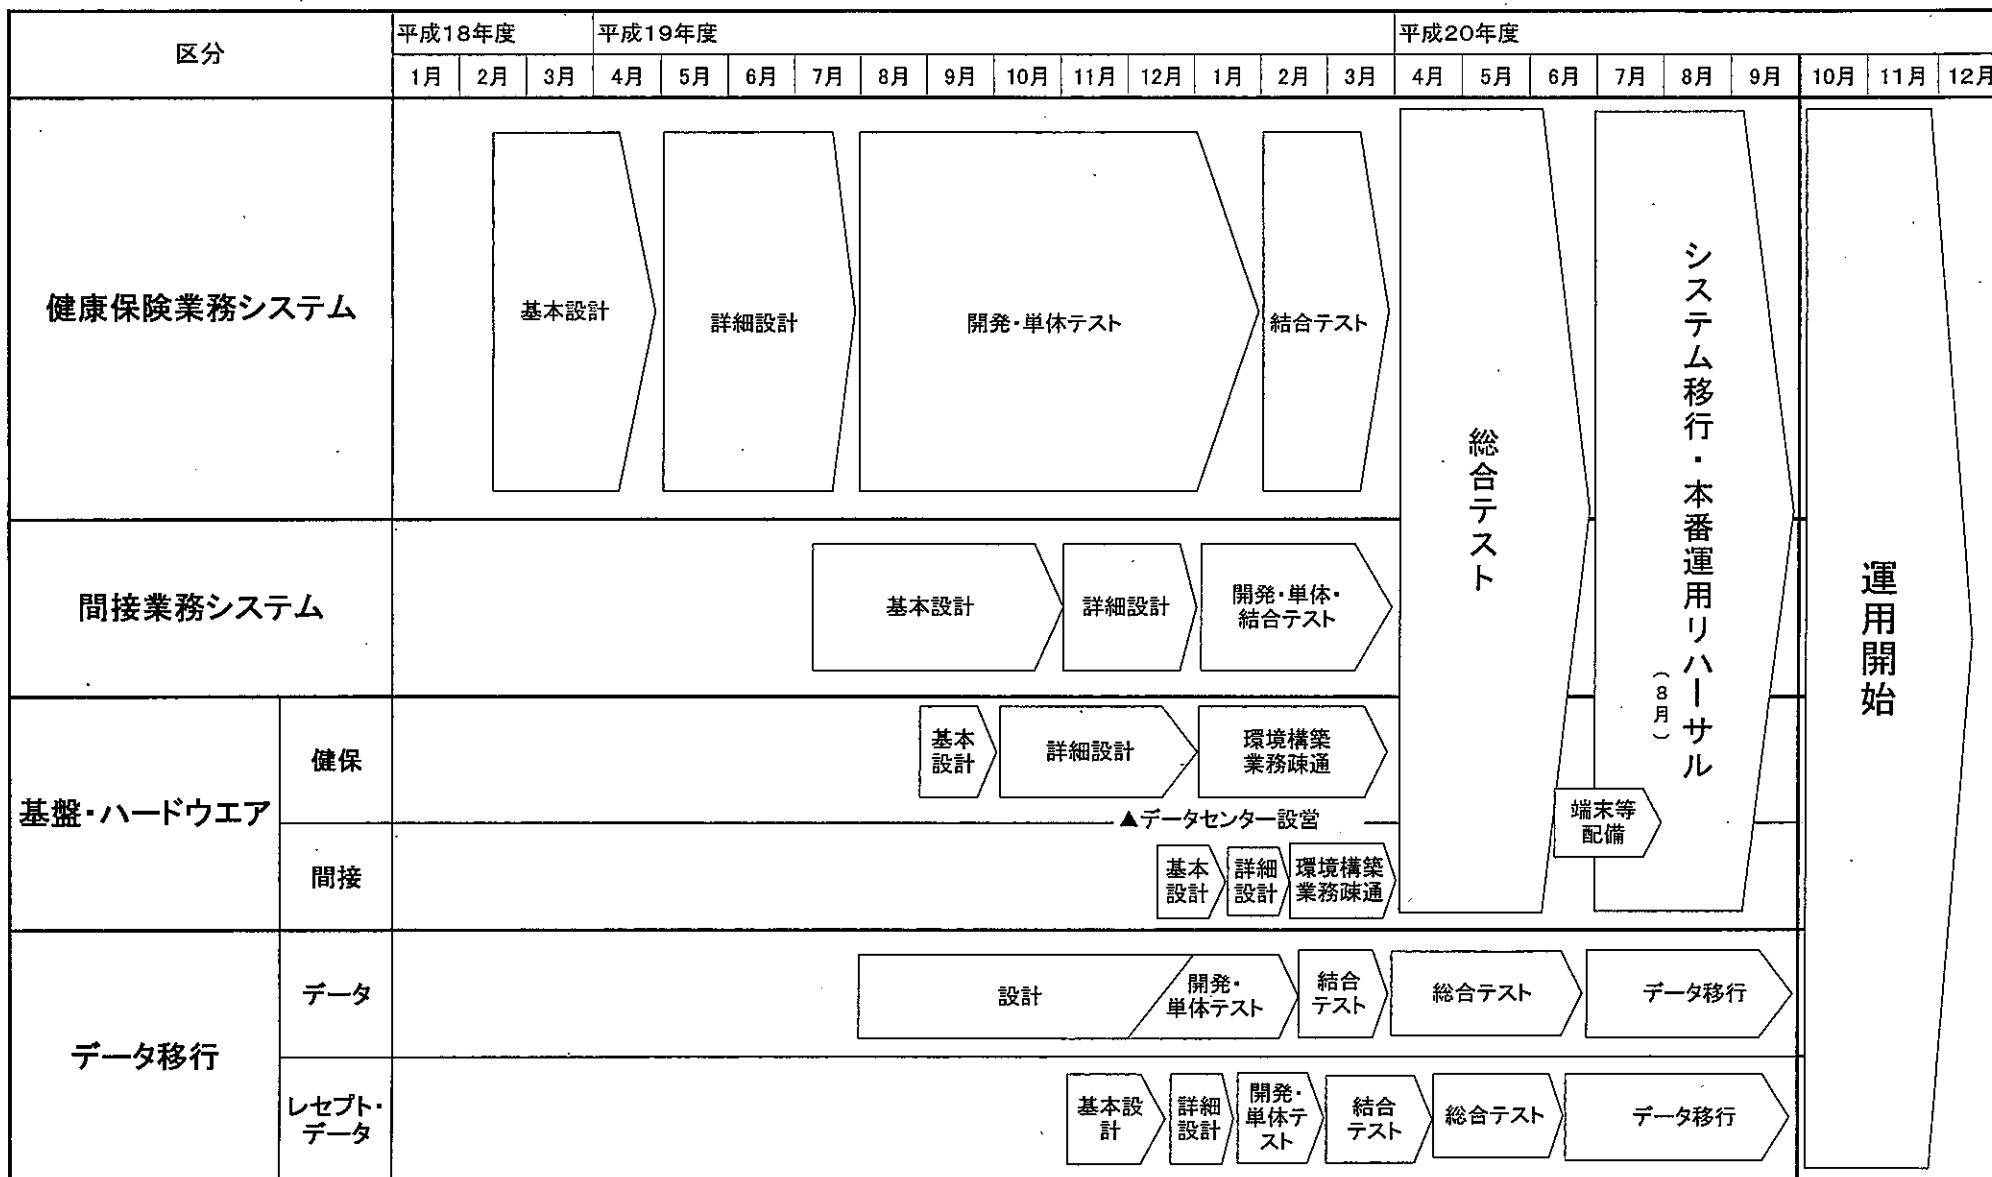 区分
平成18年度
平成19年度
平成20年度
1月 2月 3月 4月 5月 6月 7月 8月 9月 10月 11月 12月 1月 2月 3月 4月 5月 6月 7月 8月 9月 10月 11月 12月
健康保険業務システム
基本設計
詳細設計
開発・単体テスト
結合テスト
総合テスト
システム移行・本番運用リハーサル
(8月)
運用開始
間接業務システム
基本設計
詳細設計
開発・単体・
結合テスト
基盤・ハードウエア
健保
基本
設計
詳細設計
環境構築
業務疎通
▲データセンター設営
端末等
配備
間接
基本
設計
詳細
設計
環境構築
業務疎通
データ移行
データ
設計
開発・
単体テスト
結合
テスト
総合テスト
データ移行
レセプト・
データ
基本設
計
詳細
設計
開発・
単体テ
スト
結合
テスト
総合テスト
データ移行